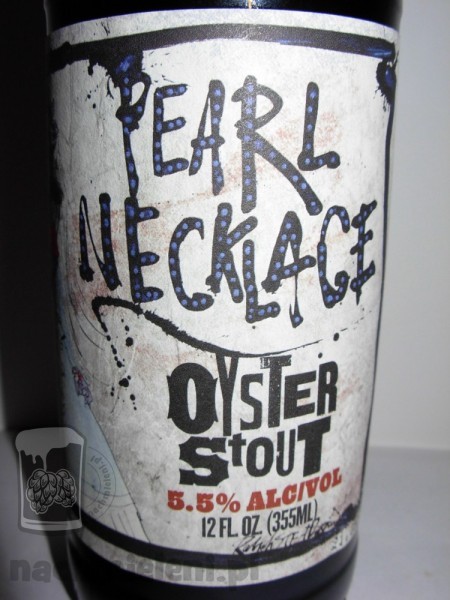 PEARL
NECKLACE
OYSTER
STOUT
5.5% ALC/VOL
12 FL. OZ. (355ML)